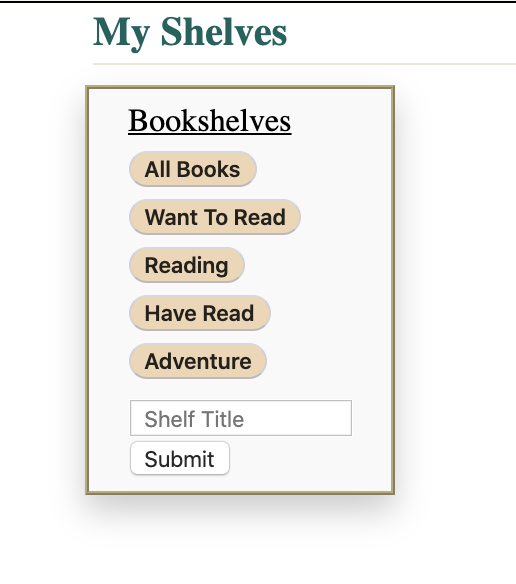 My Shelves
Bookshelves
All Books
Want To Read
Reading
Have Read
Adventure
Shelf Title
Submit